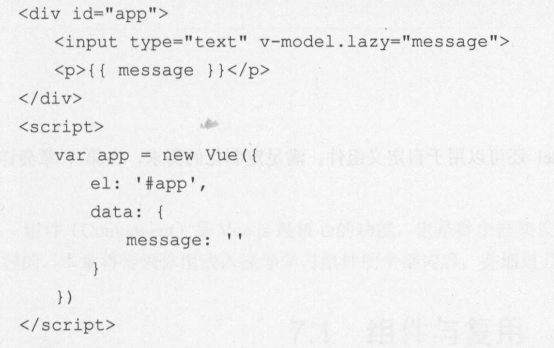 <div id="app">
    <input type="text" v-model.lazy="message">
    <p>{{ message }}</p>
</div>
<script>
    var app = new Vue({
        el: '#app',
        data: {
            message: ''
        }
    })
</script>